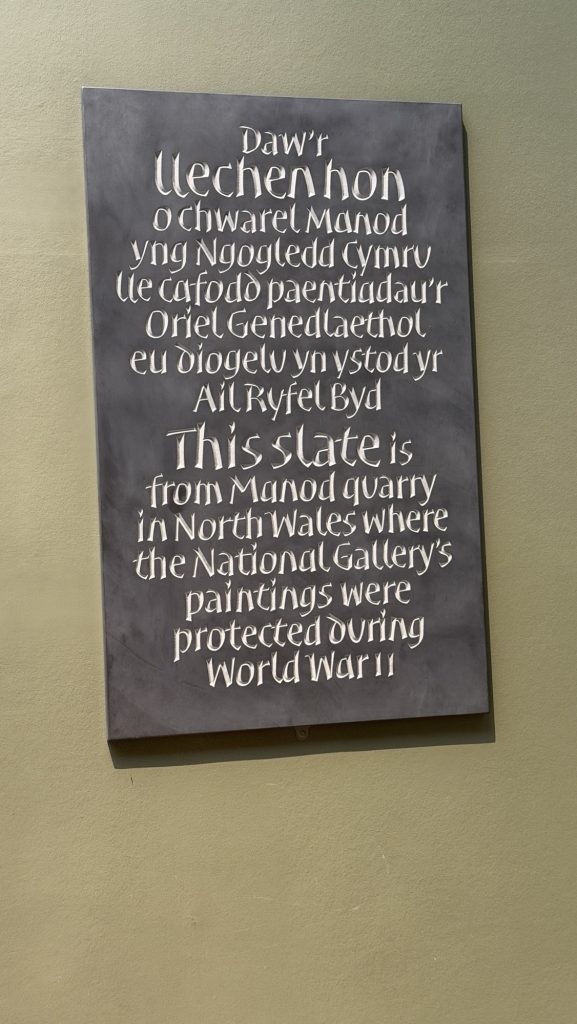 Daw'r
llechen hon
o chwarel Manod
yng Ngogledd Cymru
lle cafodd paentiadau'r
Oriel Genedlaethol
eu diogelu yn ystod yr
Ail Ryfel Byd
This slate is
from Manod quarry
in North Wales where
the National Gallery's
paintings were
protected during
World War II